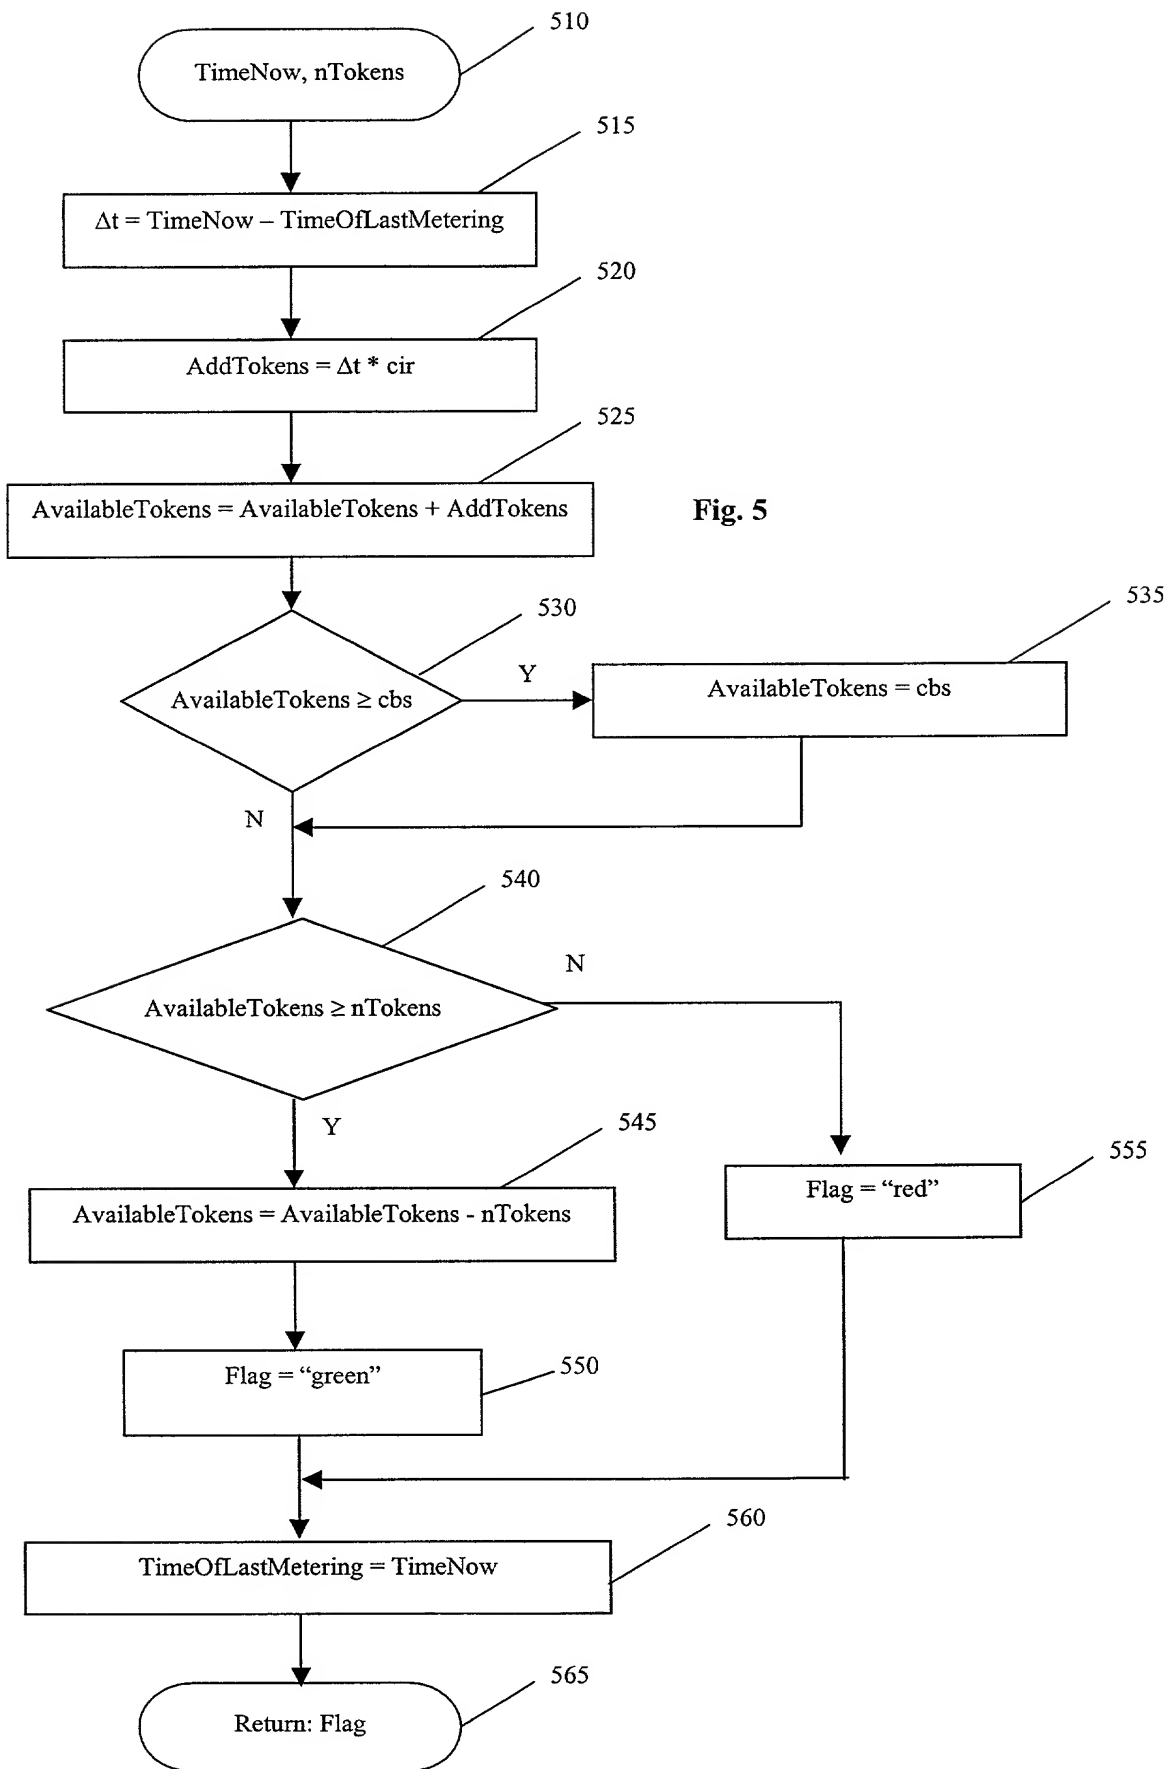 510
TimeNow, nTokens
515
Δt = TimeNow – TimeOfLastMetering
520
AddTokens = Δt * cir
525
AvailableTokens = AvailableTokens + AddTokens
Fig. 5
530
535
Y
AvailableTokens ≥ cbs
AvailableTokens = cbs
N
540
N
AvailableTokens ≥ nTokens
Y
545
555
AvailableTokens = AvailableTokens - nTokens
Flag = “red”
550
Flag = “green”
560
TimeOfLastMetering = TimeNow
565
Return: Flag